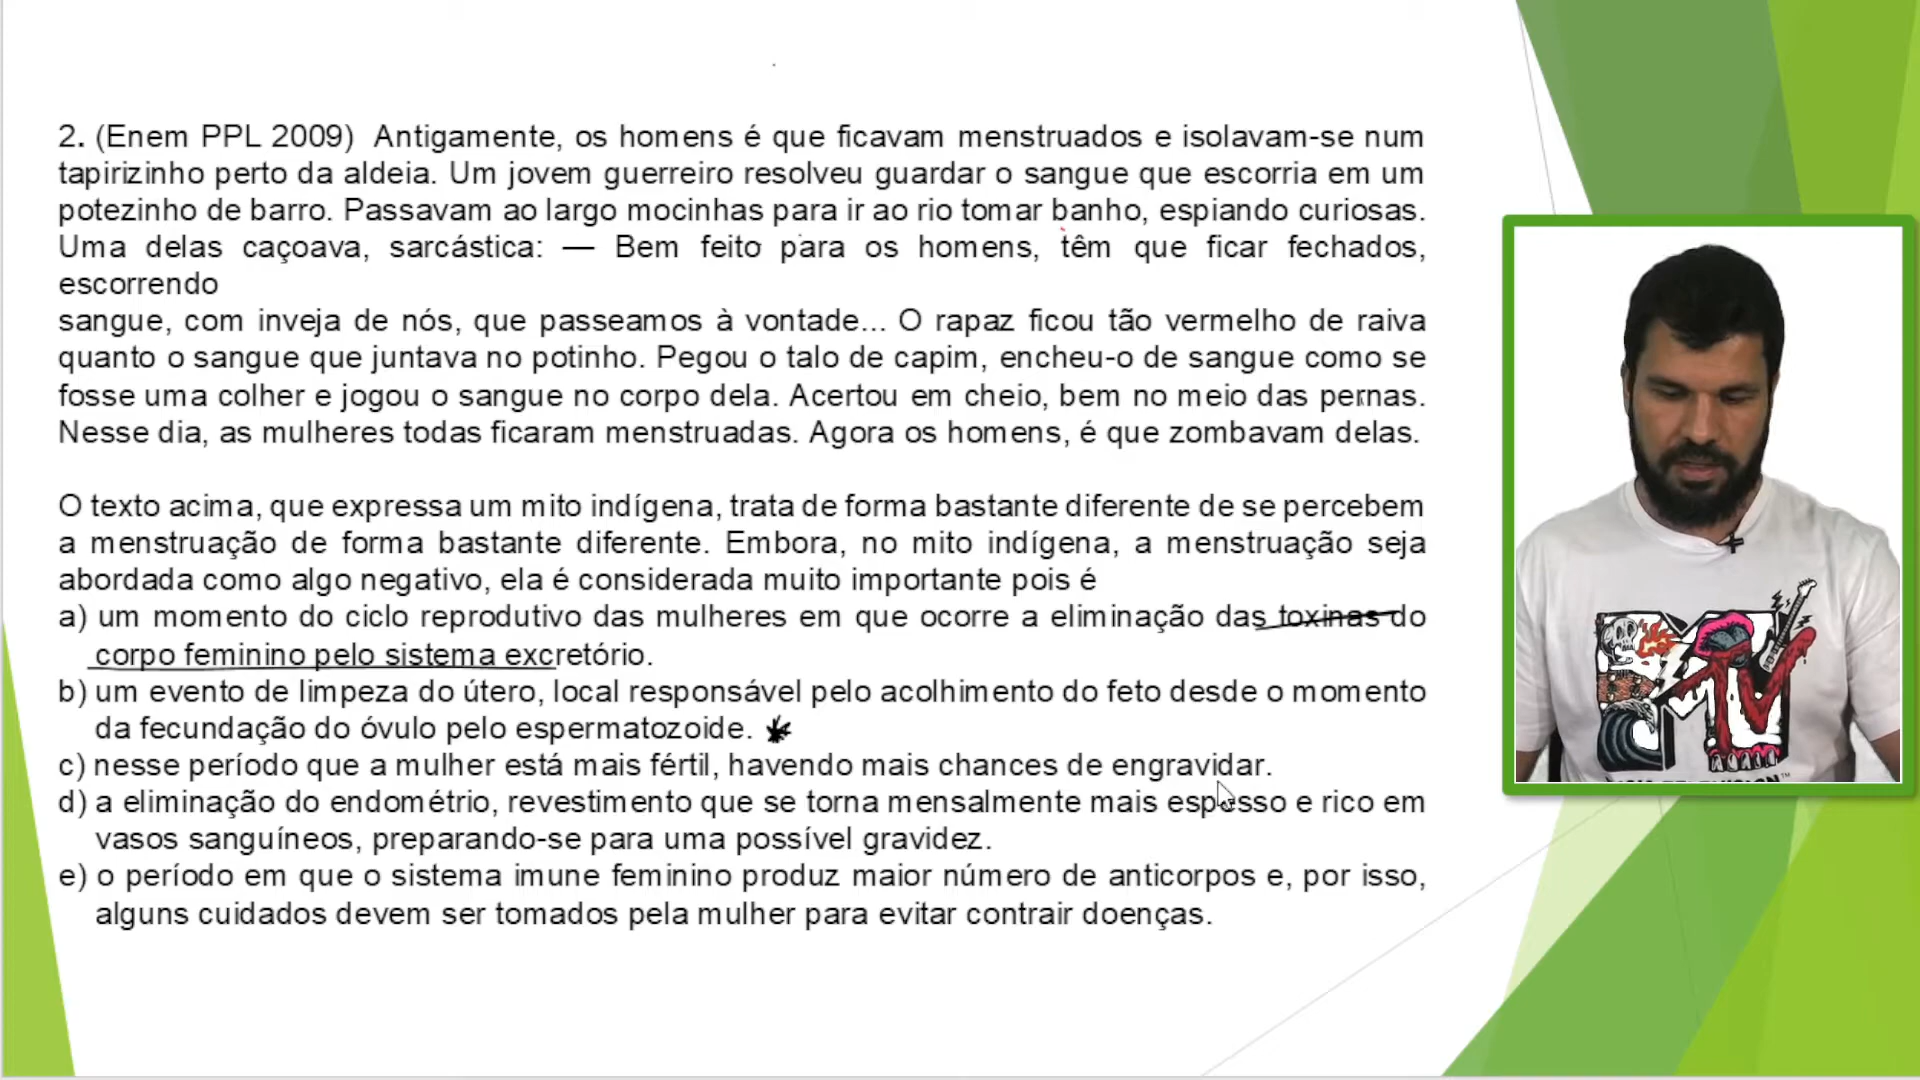 2. (Enem PPL 2009) Antigamente, os homens é que ficavam menstruados e isolavam-se num
tapirizinho perto da aldeia. Um jovem guerreiro resolveu guardar o sangue que escorria em um
potezinho de barro. Passavam ao largo mocinhas para ir ao rio tomar banho, espiando curiosas.
Uma delas caçoava, sarcástica: — Bem feito para os homens, têm que ficar fechados,
escorrendo
sangue, com inveja de nós, que passeamos à vontade... O rapaz ficou tão vermelho de raiva
quanto o sangue que juntava no potinho. Pegou o talo de capim, encheu-o de sangue como se
fosse uma colher e jogou o sangue no corpo dela. Acertou em cheio, bem no meio das pernas.
Nesse dia, as mulheres todas ficaram menstruadas. Agora os homens, é que zombavam delas.
O texto acima, que expressa um mito indígena, trata de forma bastante diferente de se percebem
a menstruação de forma bastante diferente. Embora, no mito indígena, a menstruação seja
abordada como algo negativo, ela é considerada muito importante pois é
a) um momento do ciclo reprodutivo das mulheres em que ocorre a eliminação das toxinas do
corpo feminino pelo sistema excretório.
b) um evento de limpeza do útero, local responsável pelo acolhimento do feto desde o momento
da fecundação do óvulo pelo espermatozoide.
c) nesse período que a mulher está mais fértil, havendo mais chances de engravidar.
d) a eliminação do endométrio, revestimento que se torna mensalmente mais espesso e rico em
vasos sanguíneos, preparando-se para uma possível gravidez.
e) o período em que o sistema imune feminino produz maior número de anticorpos e, por isso,
alguns cuidados devem ser tomados pela mulher para evitar contrair doenças.
MTV